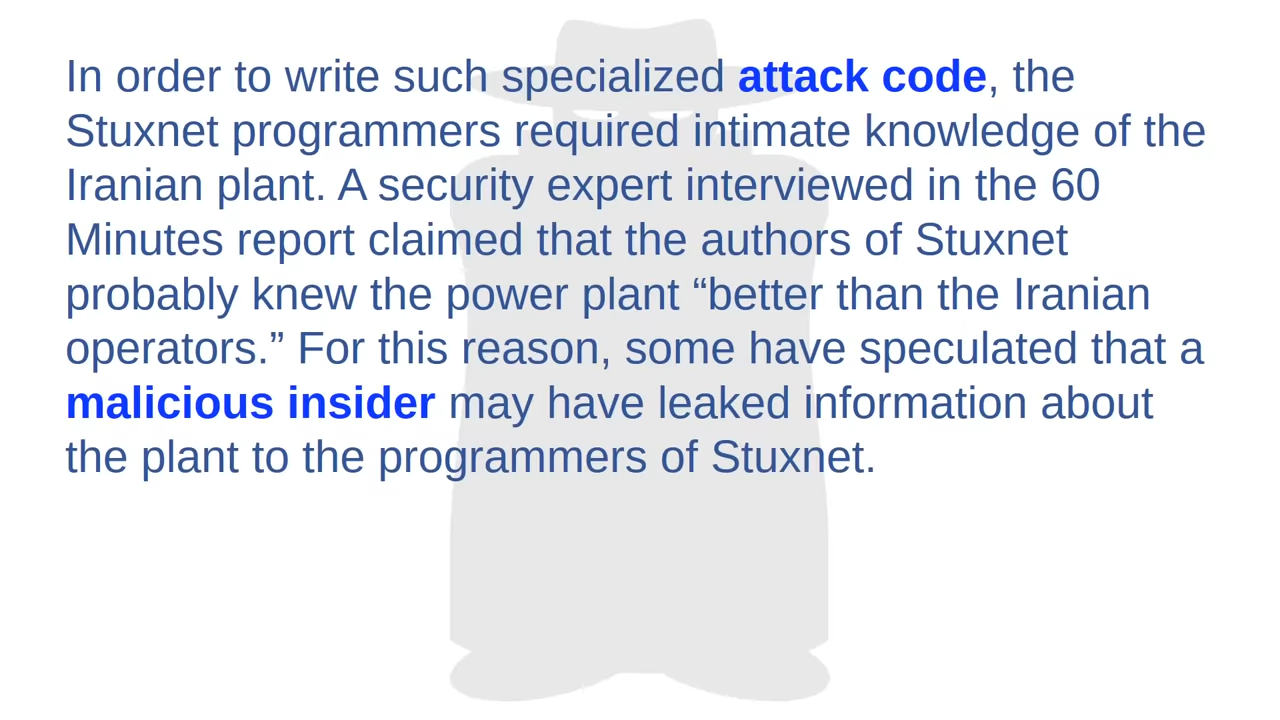 In order to write such specialized attack code, the
Stuxnet programmers required intimate knowledge of the
Iranian plant. A security expert interviewed in the 60
Minutes report claimed that the authors of Stuxnet
probably knew the power plant “better than the Iranian
operators.” For this reason, some have speculated that a
malicious insider may have leaked information about
the plant to the programmers of Stuxnet.